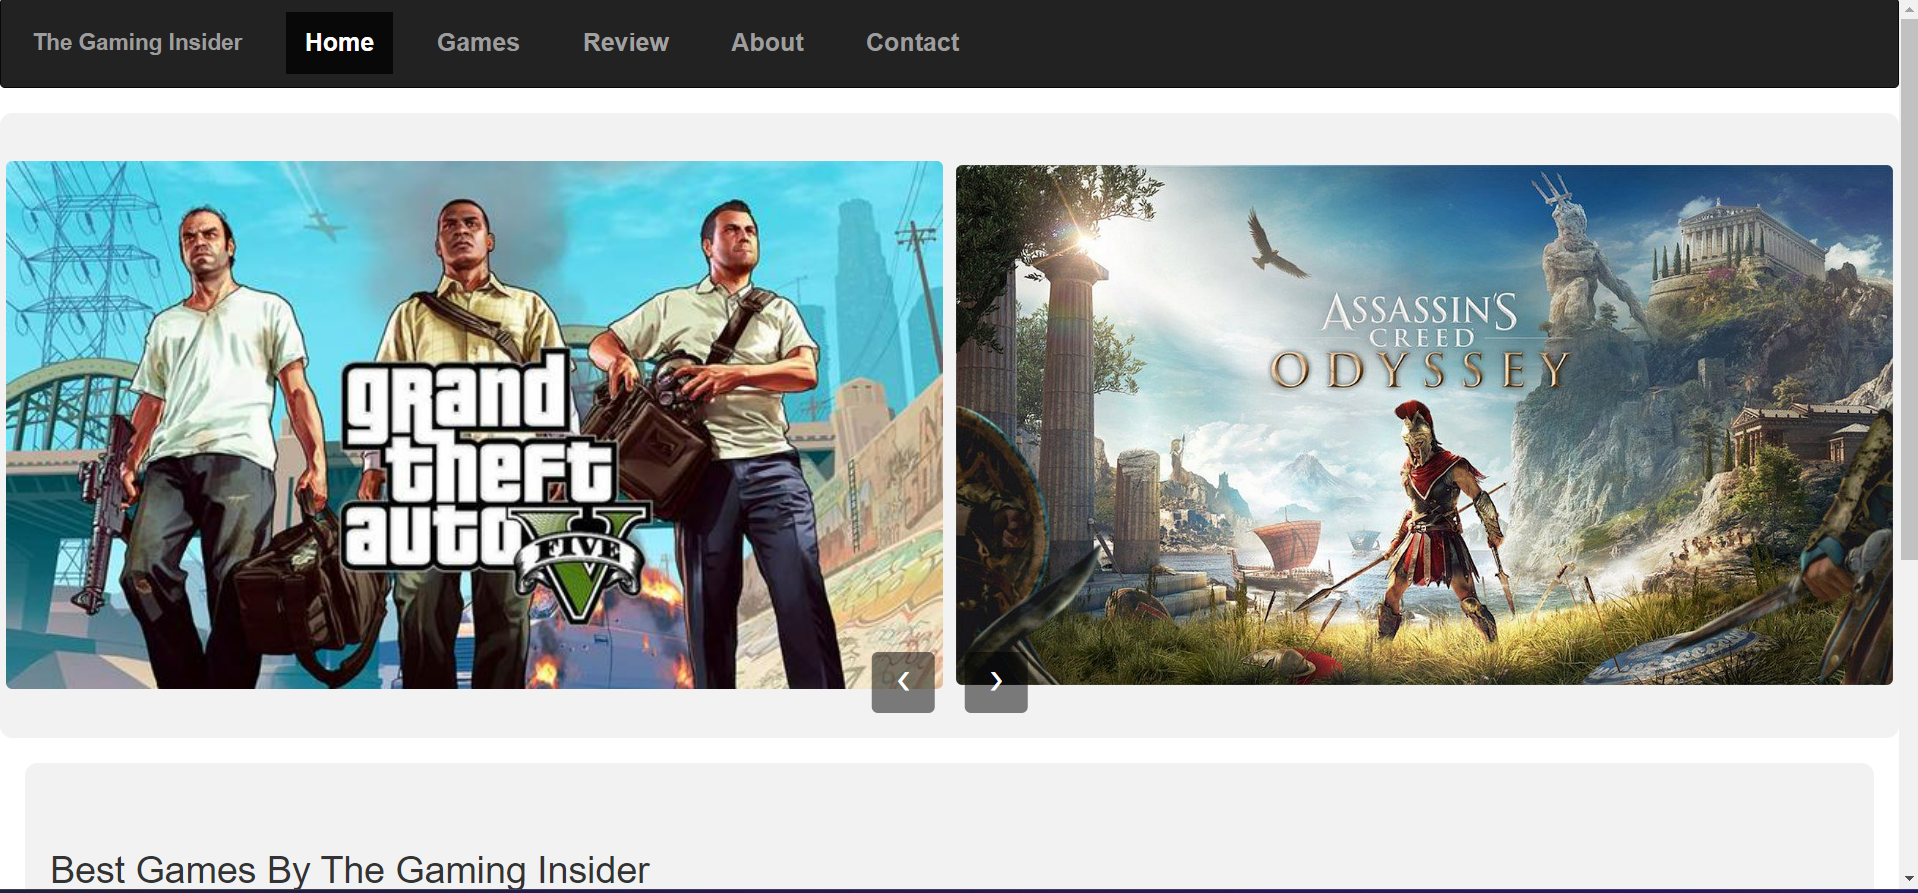 The Gaming Insider
Home
Games
Review
About
Contact
grand
theft
auto
V
FIVE
ASSASSIN'S
CREED
ODYSSEY
‹
›
Best Games By The Gaming Insider